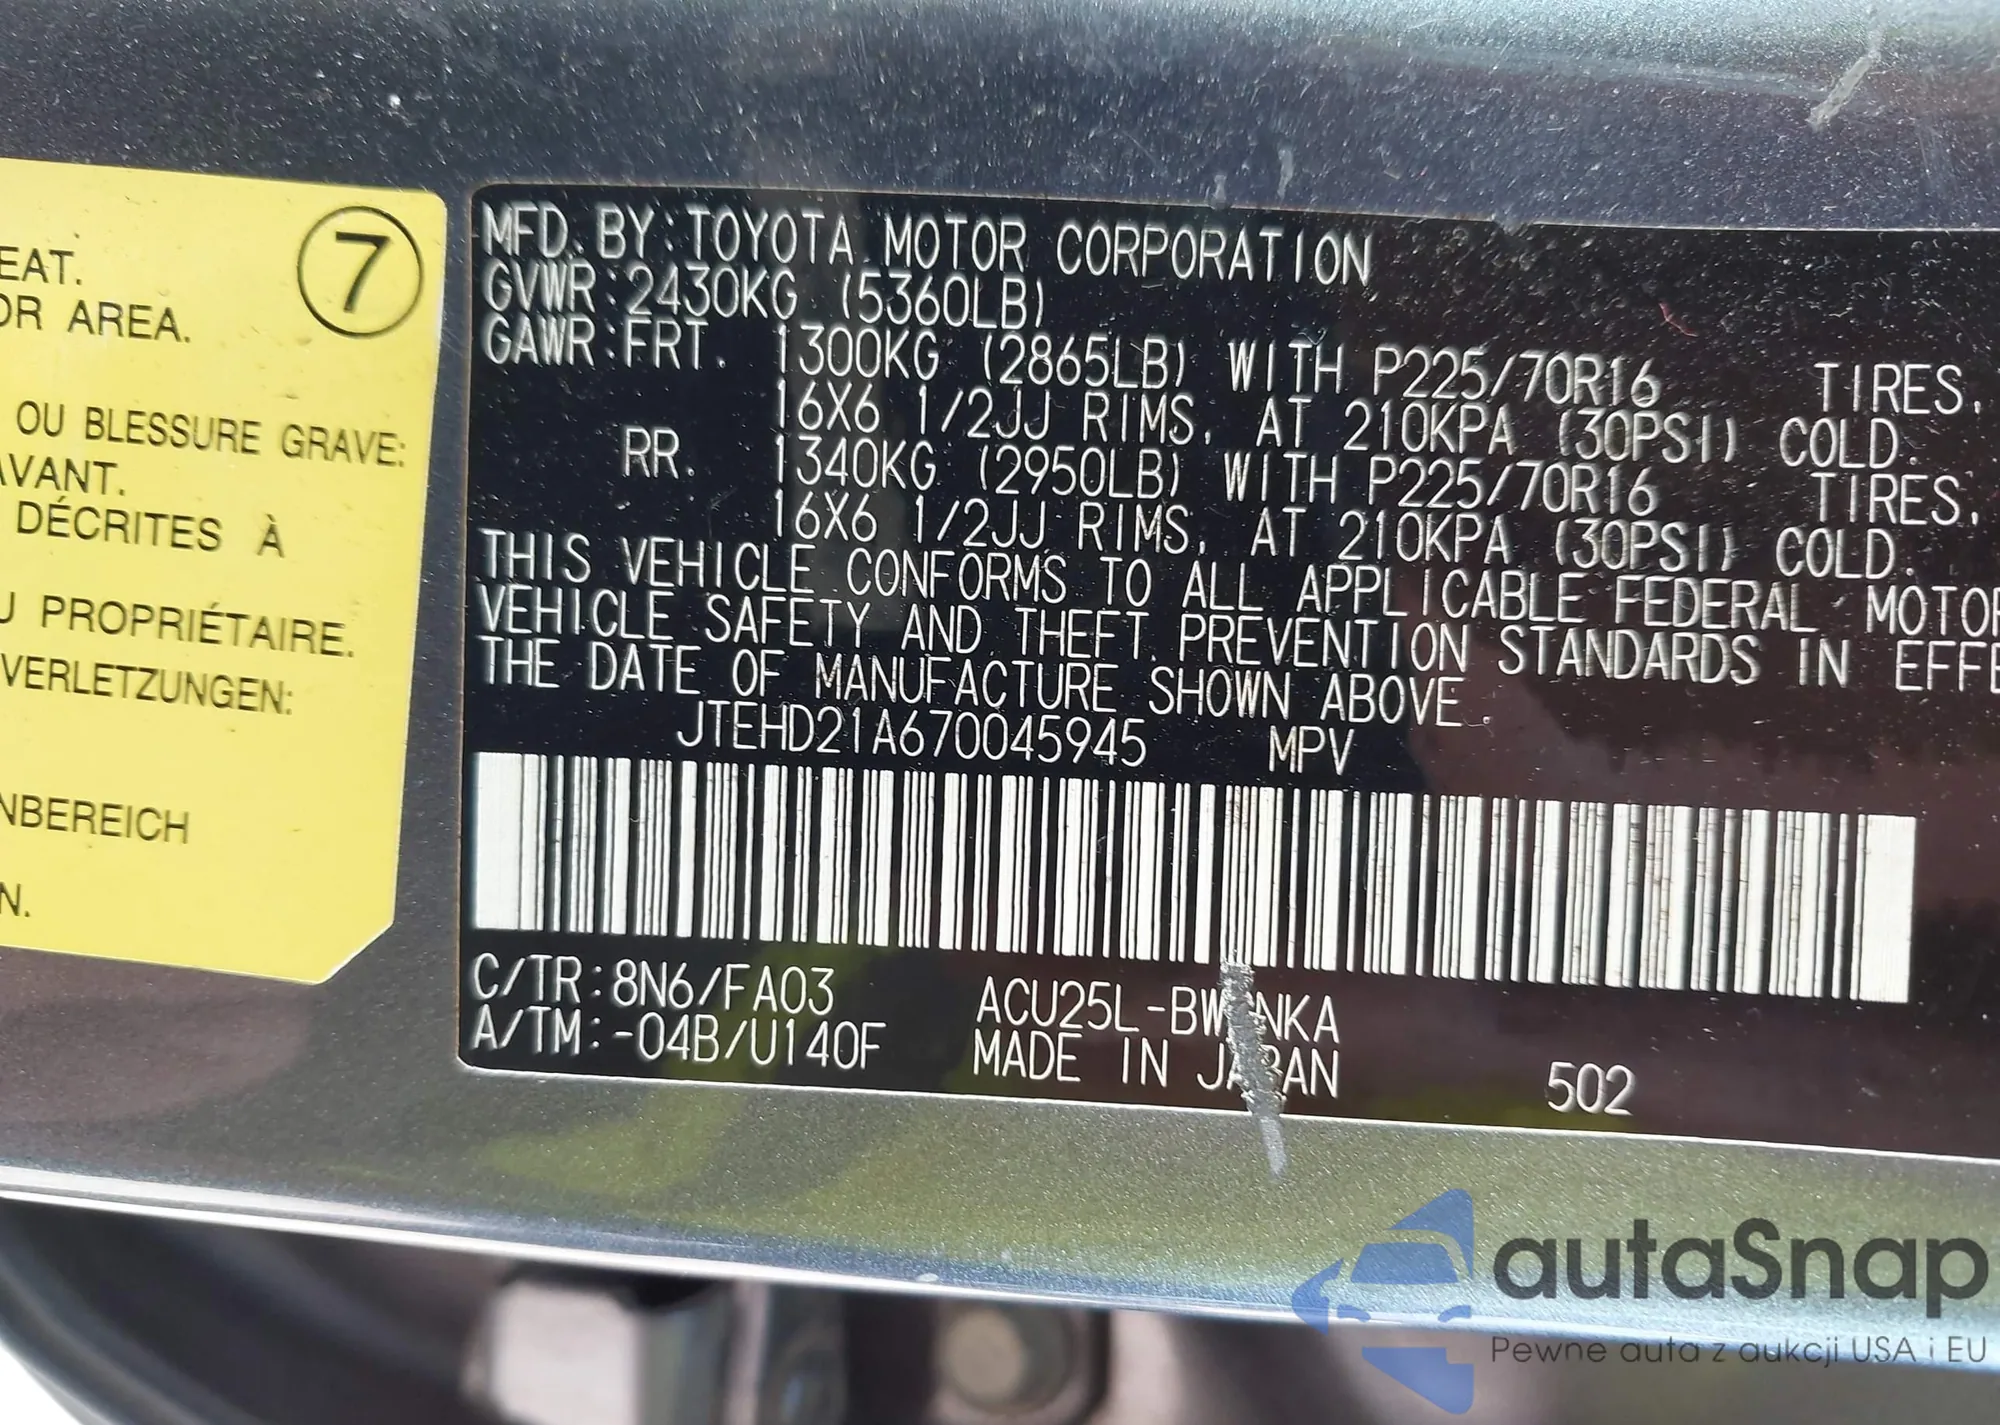 EAT.
OR AREA.
7
OU BLESSURE GRAVE:
AVANT.
DÉCRITES À
U PROPRIÉTAIRE.
VERLETZUNGEN:
NBEREICH
N.
MFD. BY:TOYOTA MOTOR CORPORATION
GVWR:2430KG (5360LB)
GAWR:FRT. 1300KG (2865LB) WITH P225/70R16 TIRES,
16X6 1/2JJ RIMS, AT 210KPA (30PSI) COLD.
RR. 1340KG (2950LB) WITH P225/70R16 TIRES,
16X6 1/2JJ RIMS, AT 210KPA (30PSI) COLD.
THIS VEHICLE CONFORMS TO ALL APPLICABLE FEDERAL MOTOR
VEHICLE SAFETY AND THEFT PREVENTION STANDARDS IN EFFE
THE DATE OF MANUFACTURE SHOWN ABOVE.
JTEHD21A670045945 MPV
C/TR:8N6/FA03 
A/TM:-04B/U140F MADE IN JAPAN 502
autaSnap
Pewne auta z aukcji USA i EU